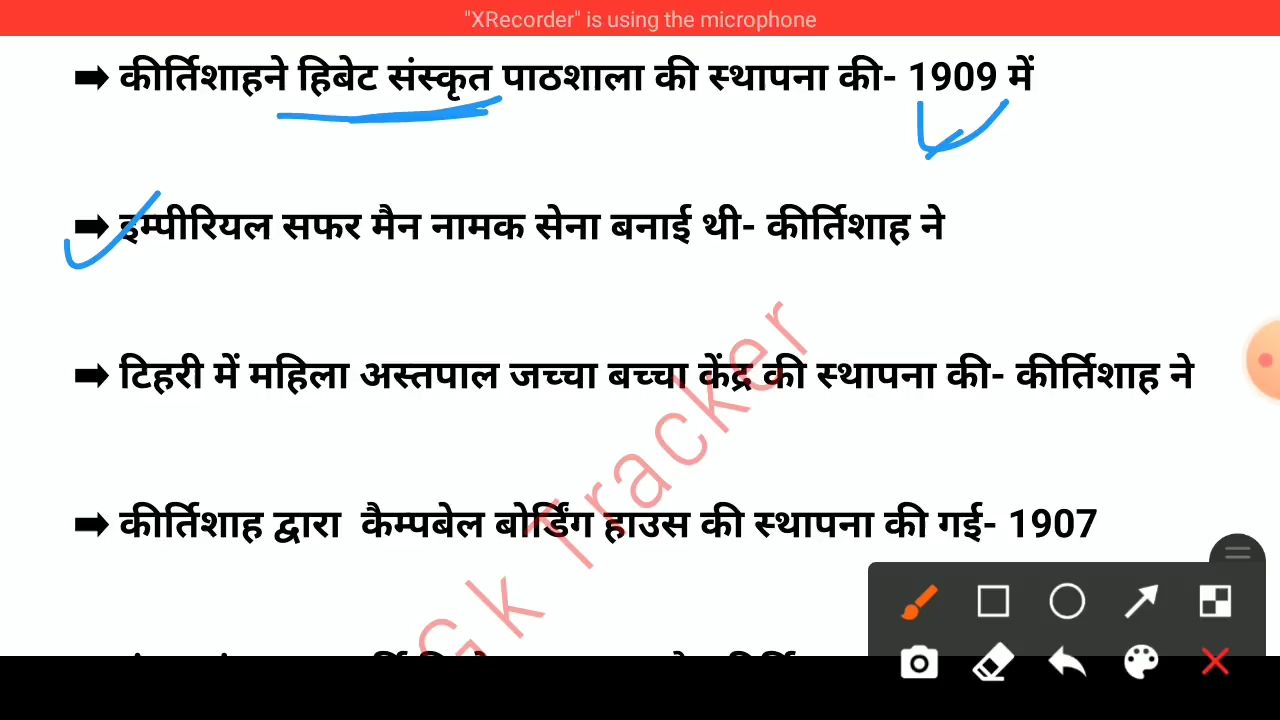 "XRecorder" is using the microphone
➡ कीर्तिशाहने हिबेट संस्कृत पाठशाला की स्थापना की- 1909 में
➡ इम्पीरियल सफर मैन नामक सेना बनाई थी- कीर्तिशाह ने
➡ टिहरी में महिला अस्तपाल जच्चा बच्चा केंद्र की स्थापना की- कीर्तिशाह ने
➡ कीर्तिशाह द्वारा कैम्पबेल बोर्डिंग हाउस की स्थापना की गई- 1907
Gk Tracker